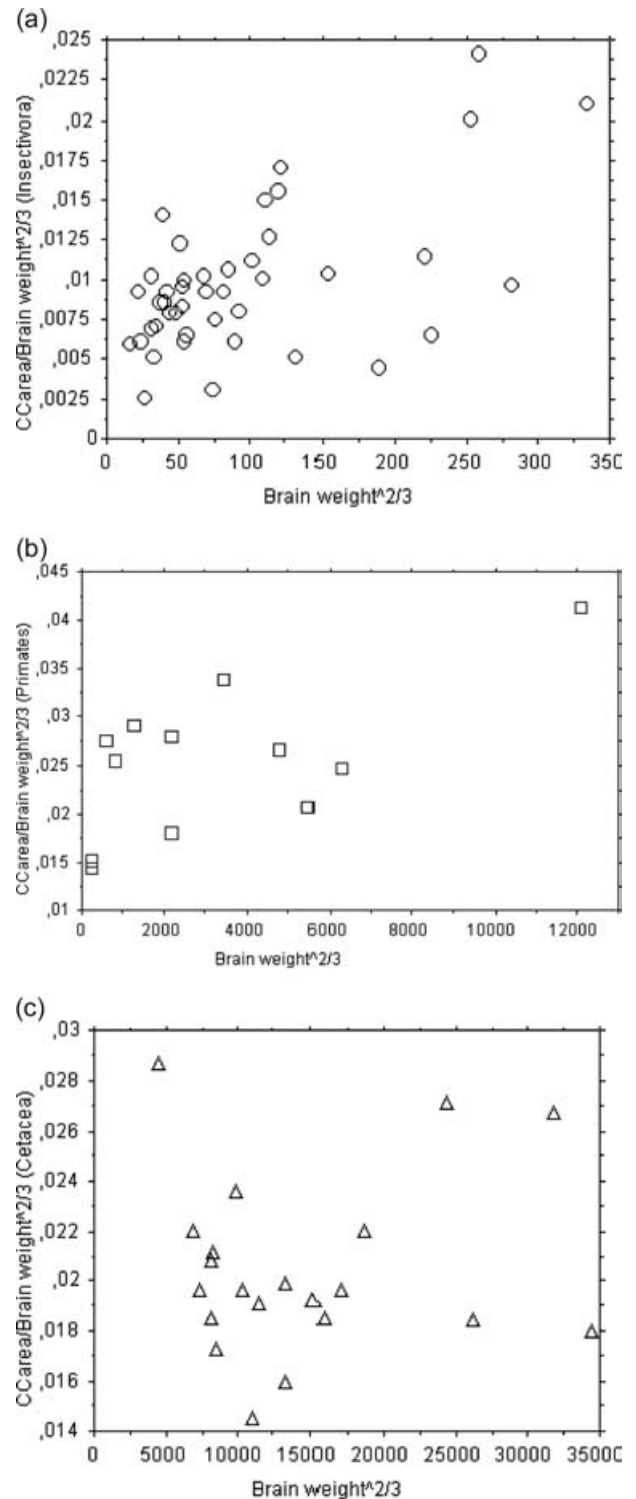 (a)
CCarea/Brain weight^2/3 (Insectivora)
,025
,0225
,02
,0175
,015
,0125
,01
,0075
,005
,0025
0
0 50 100 150 200 250 300 350
Brain weight^2/3
(b)
CCarea/Brain weight^2/3 (Primates)
,045
,04
,035
,03
,025
,02
,015
,01
0 2000 4000 6000 8000 10000 12000
Brain weight^2/3
(c)
CCarea/Brain weight^2/3 (Cetacea)
,03
,028
,026
,024
,022
,02
,018
,016
,014
0 5000 10000 15000 20000 25000 30000 35000
Brain weight^2/3